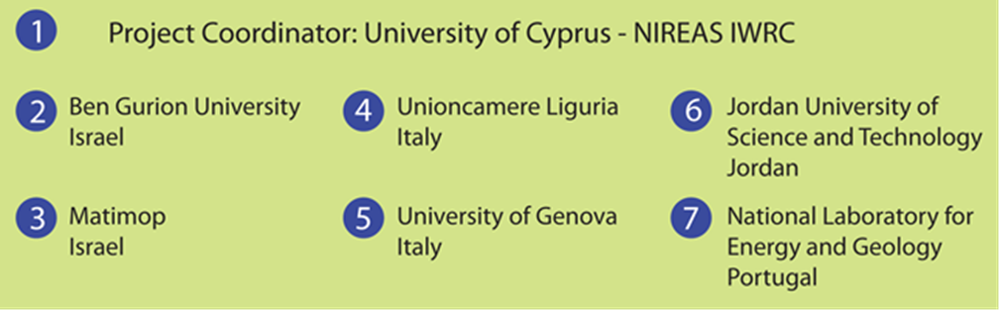 1 Project Coordinator: University of Cyprus - NIREAS IWRC
2 Ben Gurion University
Israel
3 Matimop
Israel
4 Unioncamere Liguria
Italy
5 University of Genova
Italy
6 Jordan University of
Science and Technology
Jordan
7 National Laboratory for
Energy and Geology
Portugal